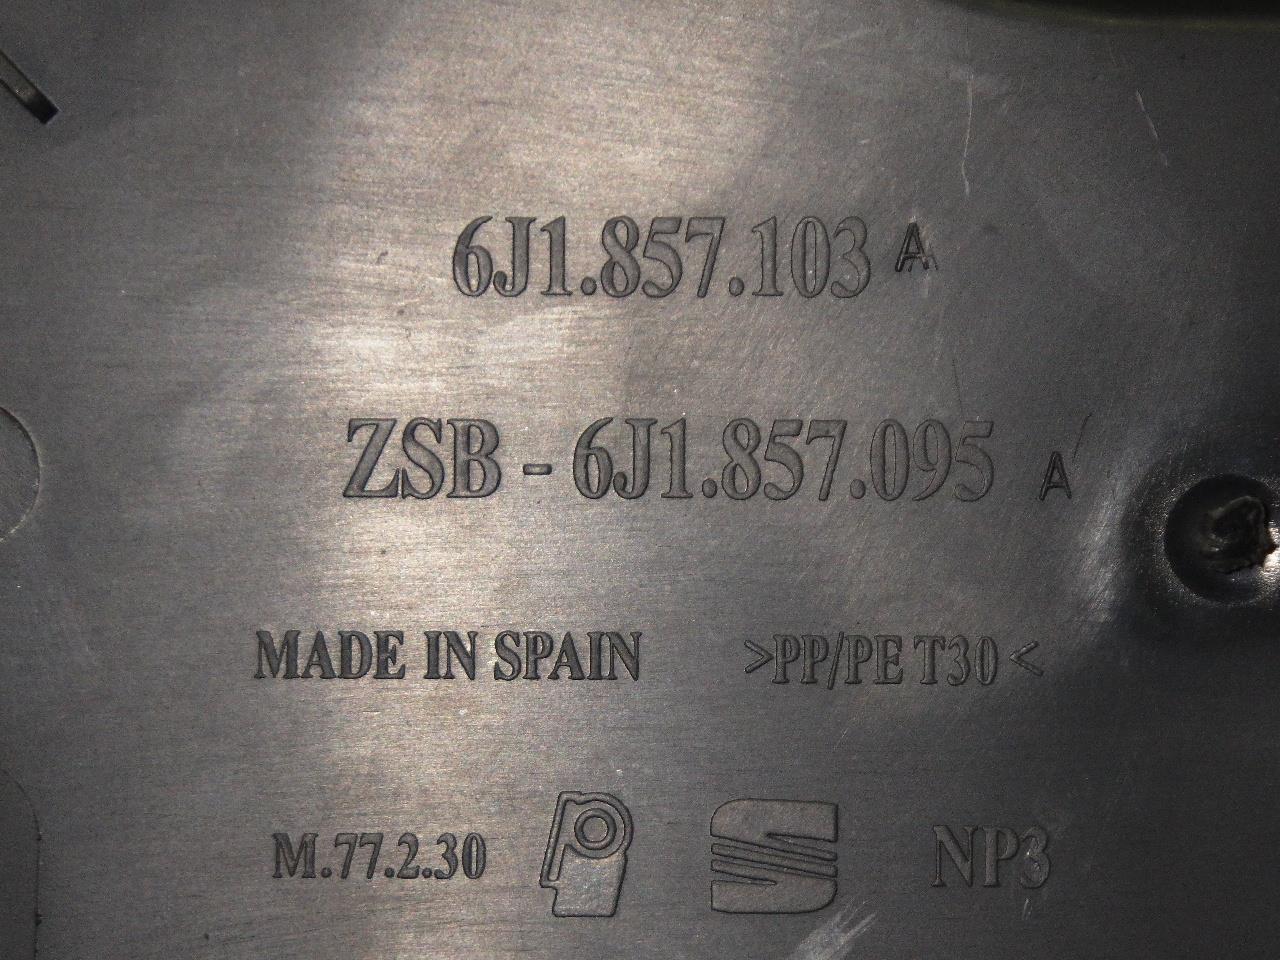 6J1.857.103 A
ZSB - 6J1.857.095 A
MADE IN SPAIN >PP/PE T30<
M.77.2.30 NP3